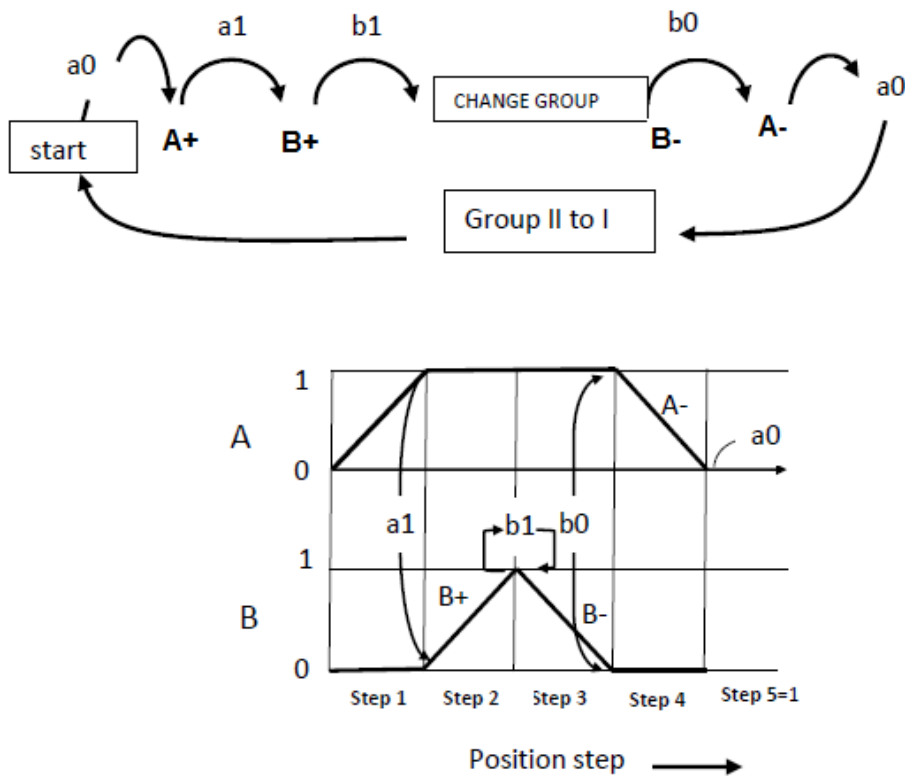 a1 b1 b0
a0 a0
CHANGE GROUP
start A+ B+ B- A-
Group II to I
1
A A- a0
0
a1 b1 b0
1
B B+ B-
0
Step 1 Step 2 Step 3 Step 4 Step 5=1
Position step